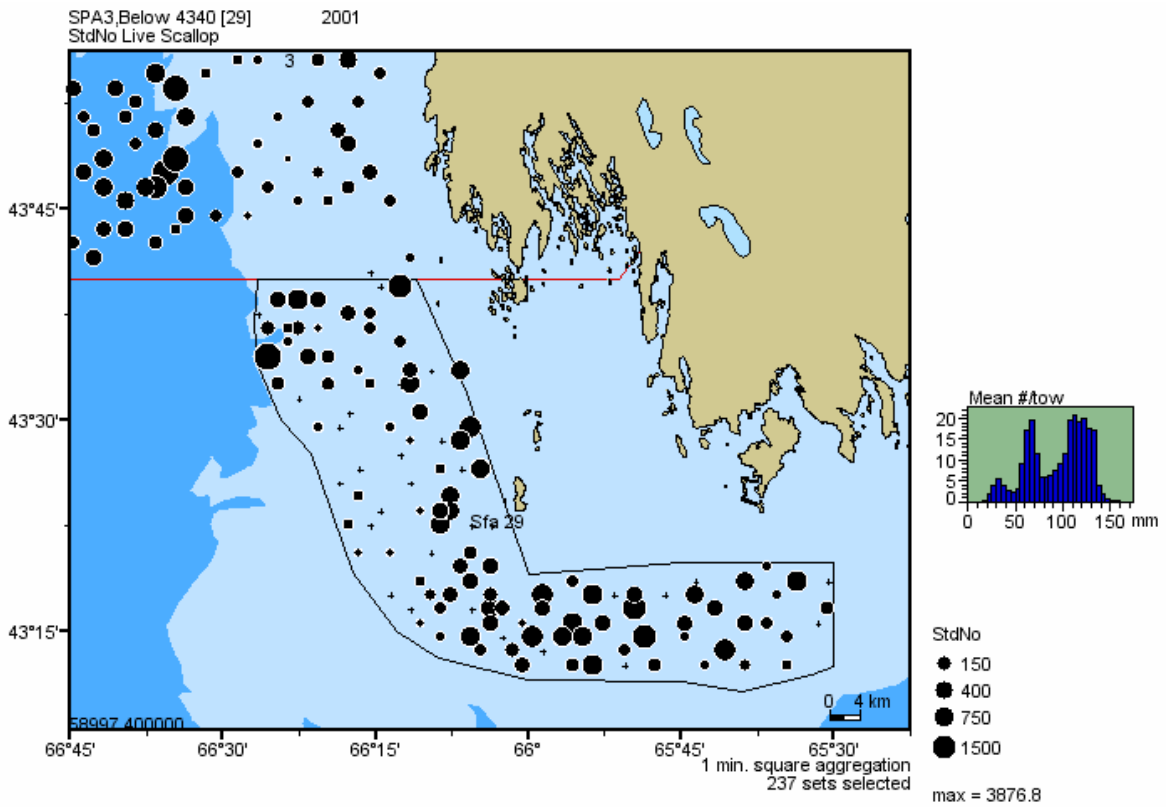 SPA3,Below 4340 [29] 2001
StdNo Live Scallop
3
43°45'
43°30'
Sfa 29
43°15'
0 4 km
58997.400000
66°45' 66°30' 66°15' 66° 65°45' 65°30'
1 min. square aggregation
237 sets selected
Mean #/tow
20
15
10
5
0
0 50 100 150 mm
StdNo
150
400
750
1500
max = 3876.8